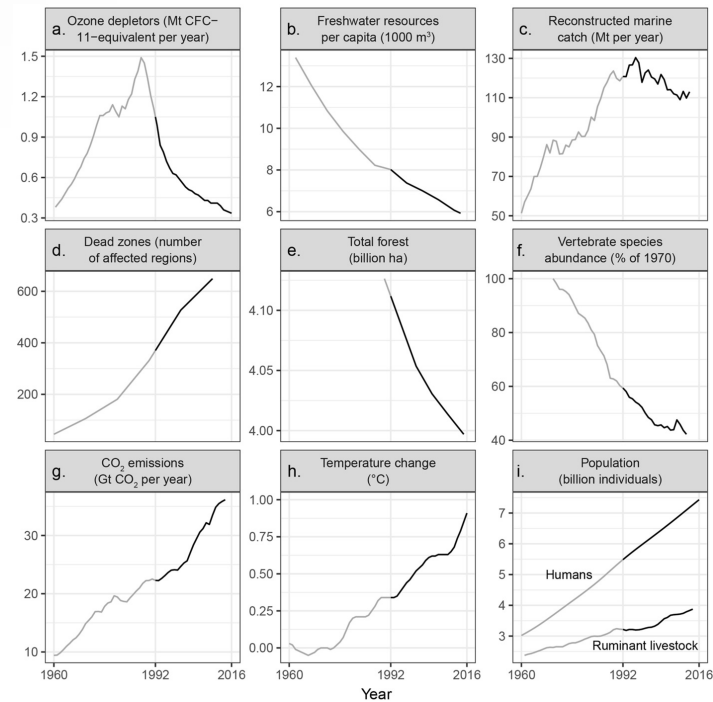 a. Ozone depletors (Mt CFC−
11−equivalent per year)
1.5
1.2
0.9
0.6
0.3
b. Freshwater resources
per capita (1000 m³)
12
10
8
6
c. Reconstructed marine
catch (Mt per year)
130
110
90
70
50
d. Dead zones (number
of affected regions)
600
400
200
e. Total forest
(billion ha)
4.10
4.05
4.00
f. Vertebrate species
abundance (% of 1970)
100
80
60
40
g. CO₂ emissions
(Gt CO₂ per year)
30
20
10
1960 1992 2016
h. Temperature change
(°C)
1.00
0.75
0.50
0.25
0.00
1960 1992 2016
i. Population
(billion individuals)
7
6
5
4
3
Humans
Ruminant livestock
1960 1992 2016
Year